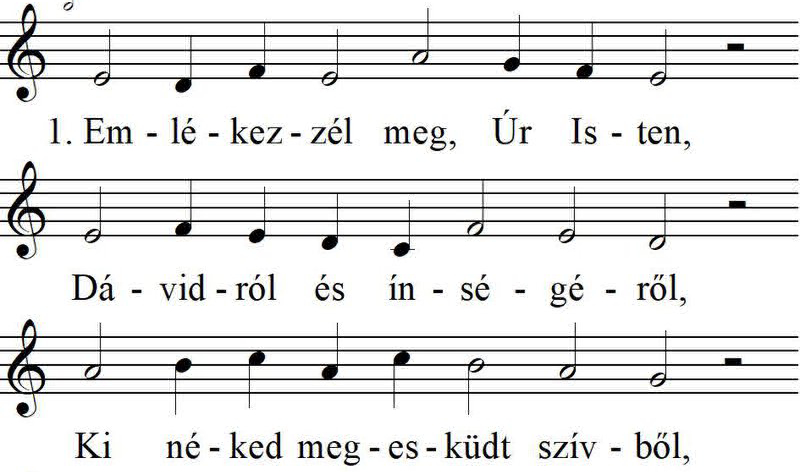 1. Em - lé - kez - zél meg, Úr Is - ten,
Dá - vid - ról és ín - sé - gé - ről,
Ki né - ked meg - es - küdt szív - ből,